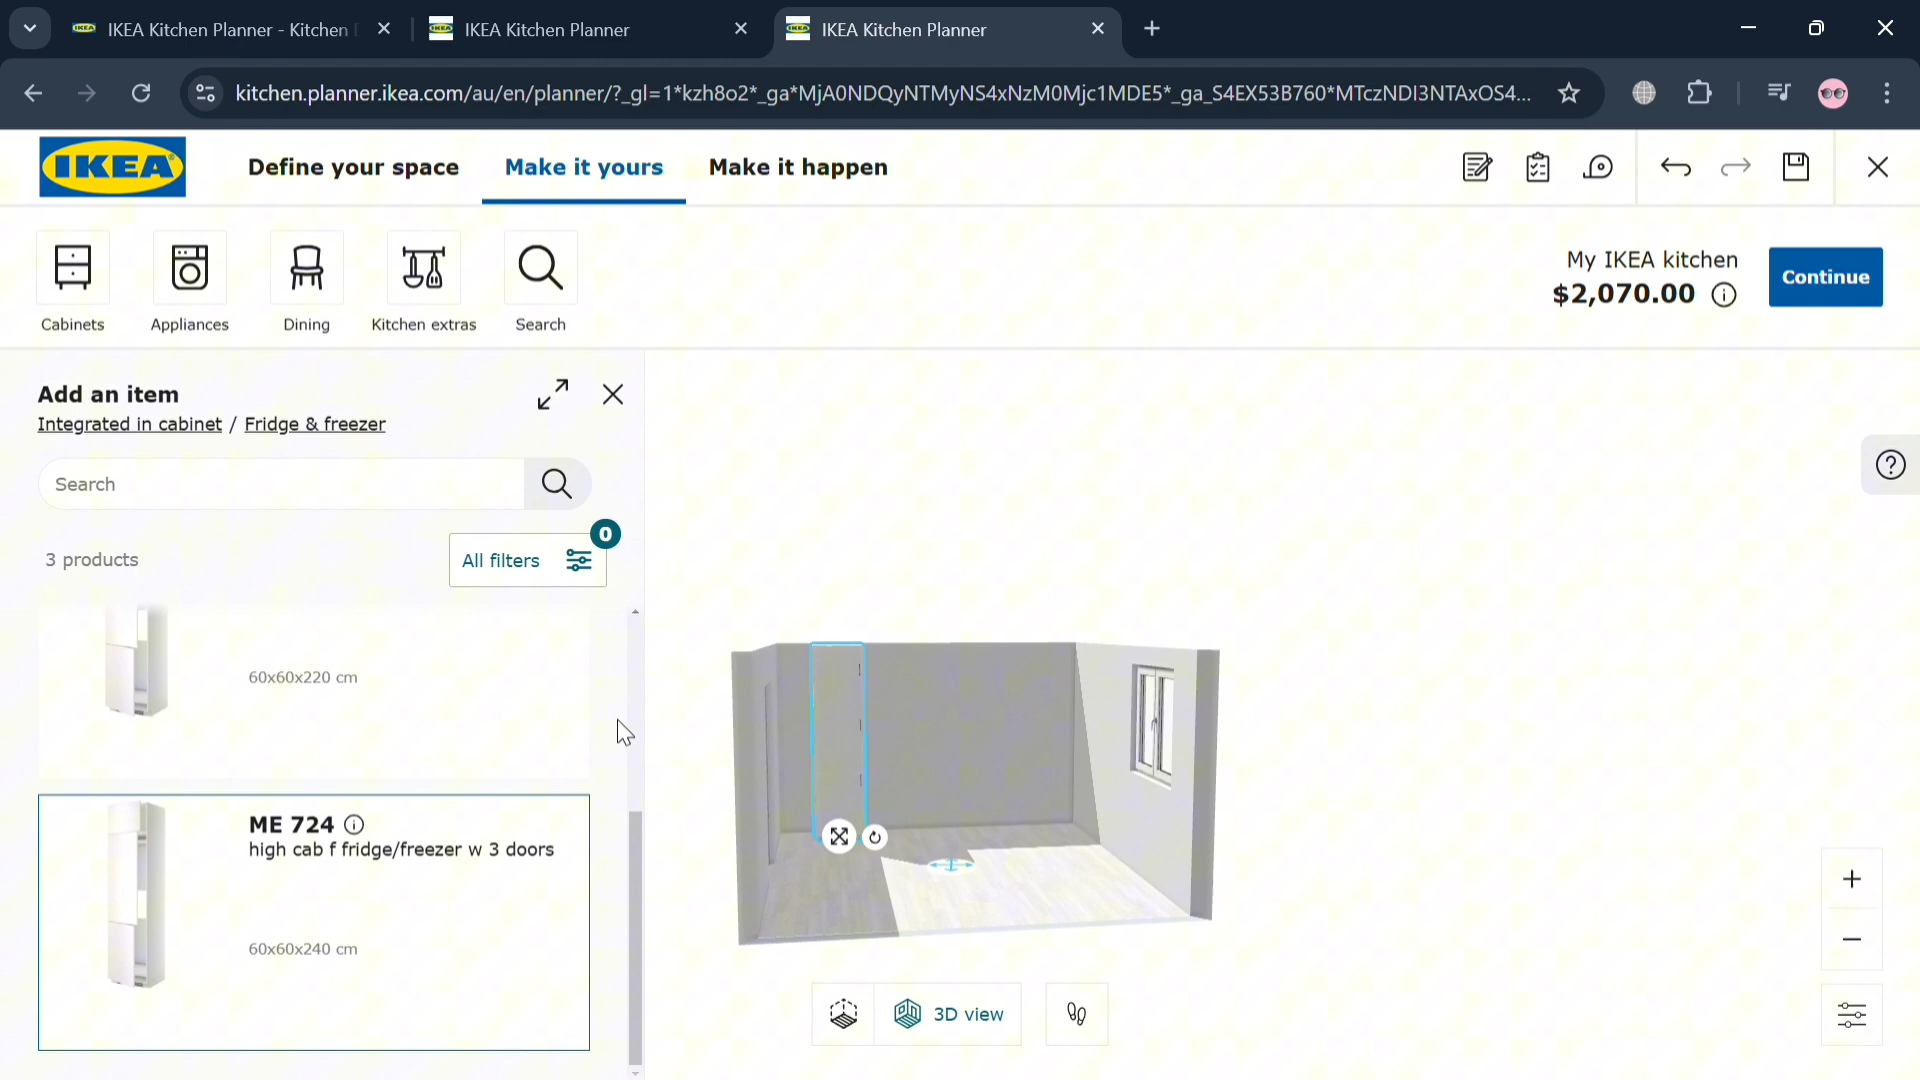 IKEA Kitchen Planner - Kitchen
IKEA Kitchen Planner
IKEA Kitchen Planner
kitchen.planner.ikea.com/au/en/planner/?_gl=1*kzh8o2*_ga*MjA0NDQyNTMyNS4xNzM0Mjc1MDE5*_ga_S4EX53B760*MTczNDI3NTAxOS4...
IKEA
Define your space
Make it yours
Make it happen
Cabinets
Appliances
Dining
Kitchen extras
Search
My IKEA kitchen
$2,070.00
Continue
Add an item
Integrated in cabinet / Fridge & freezer
Search
0
3 products
All filters
60x60x220 cm
ME 724
high cab f fridge/freezer w 3 doors
60x60x240 cm
3D view